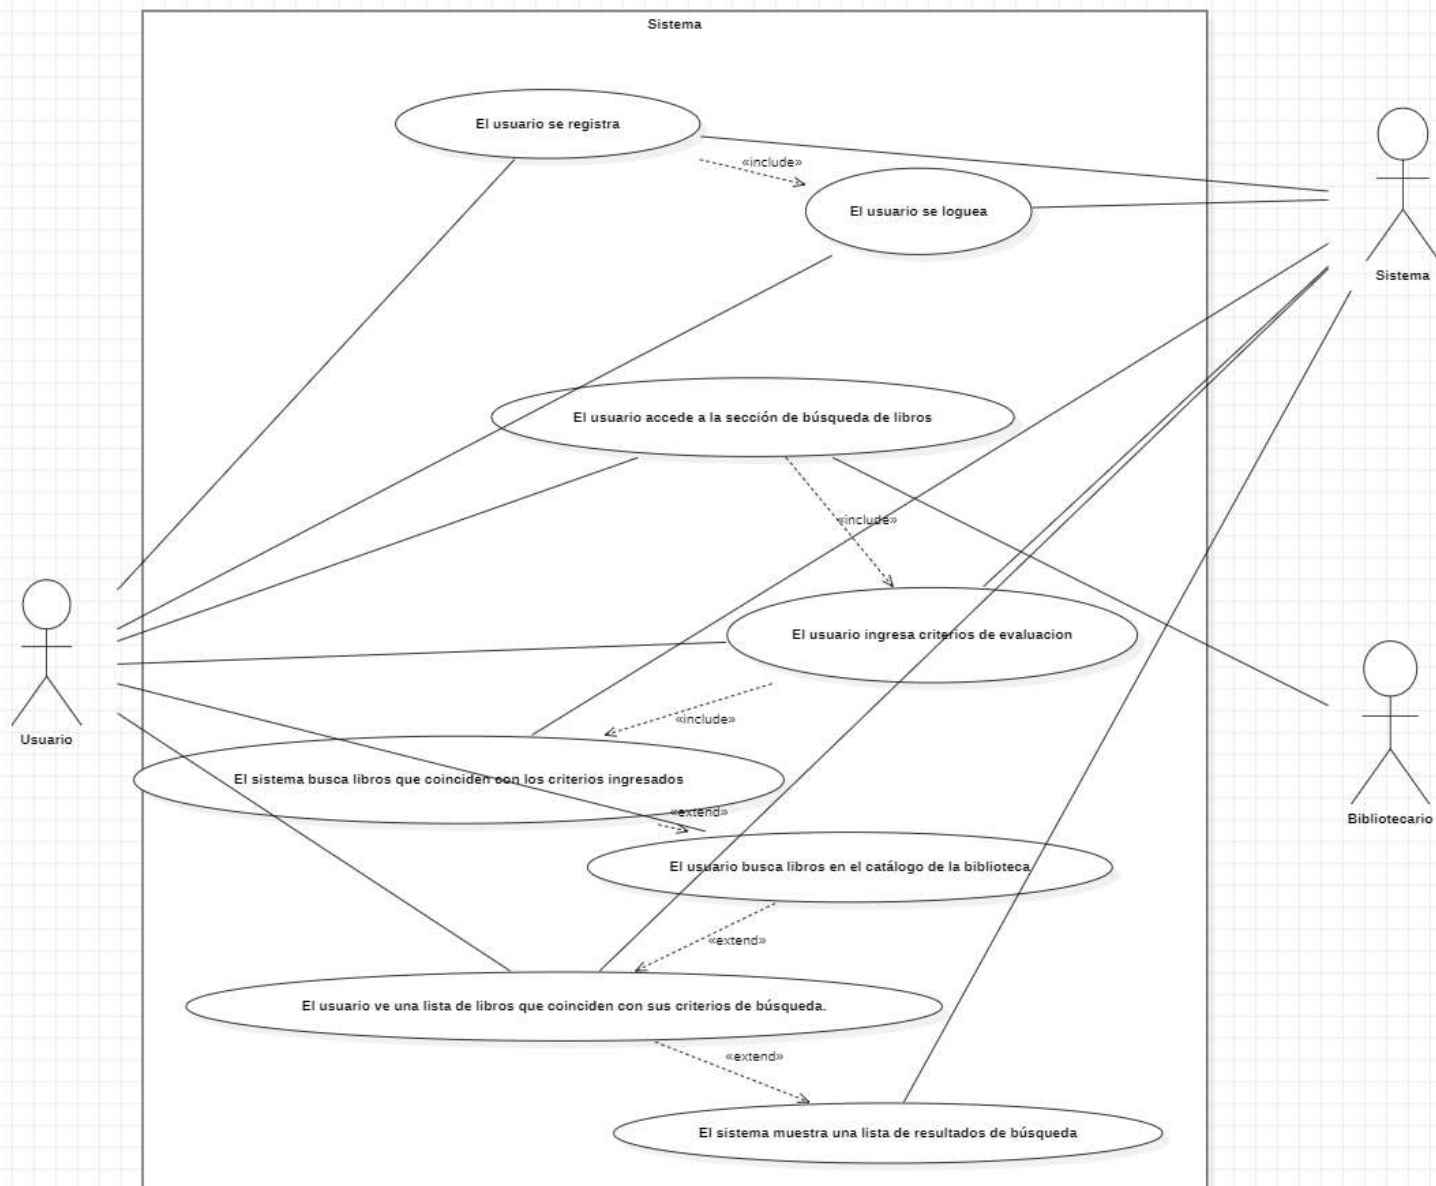 Sistema
El usuario se registra
«include»
El usuario se loguea
Sistema
El usuario accede a la sección de búsqueda de libros
«include»
El usuario ingresa criterios de evaluacion
«include»
Usuario
El sistema busca libros que coinciden con los criterios ingresados
«extend»
Bibliotecario
El usuario busca libros en el catálogo de la biblioteca
«extend»
El usuario ve una lista de libros que coinciden con sus criterios de búsqueda.
«extend»
El sistema muestra una lista de resultados de búsqueda